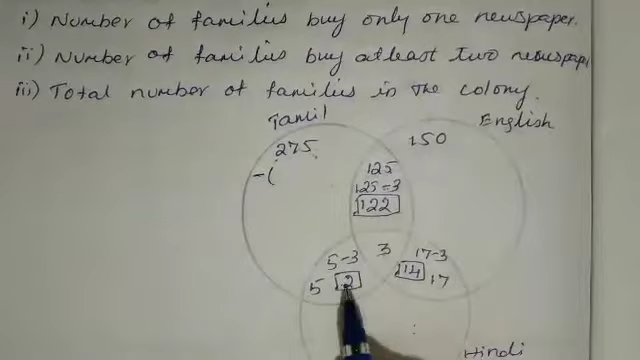 i) Number of families buy only one newspaper.
ii) Number of families buy atleast two newspaper
iii) Total number of families in the colony.
Tamil
English
275
150
-(
125
125-3
122
3
5-3
17-3
5
2
14
17
Hindi